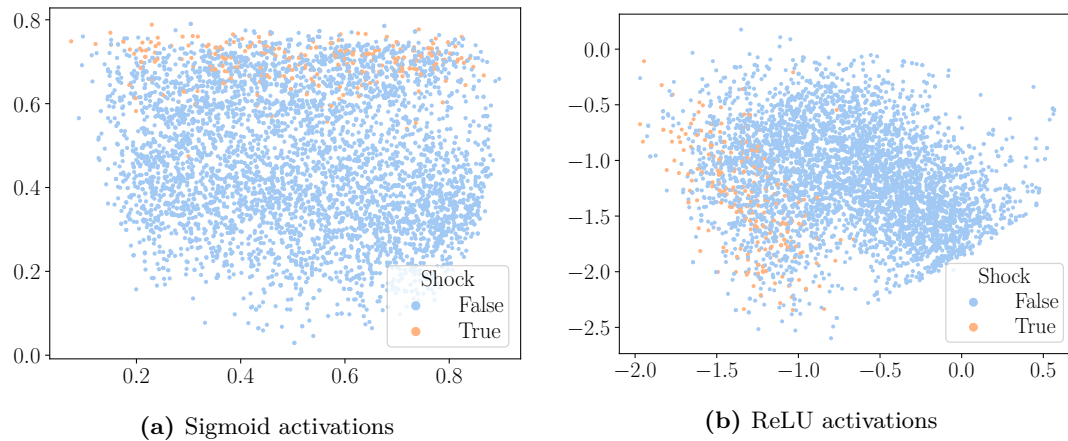 0.8
0.6
0.4
0.2
0.0
0.2 0.4 0.6 0.8
Shock
False
True
(a) Sigmoid activations
0.0
−0.5
−1.0
−1.5
−2.0
−2.5
−2.0 −1.5 −1.0 −0.5 0.0 0.5
Shock
False
True
(b) ReLU activations